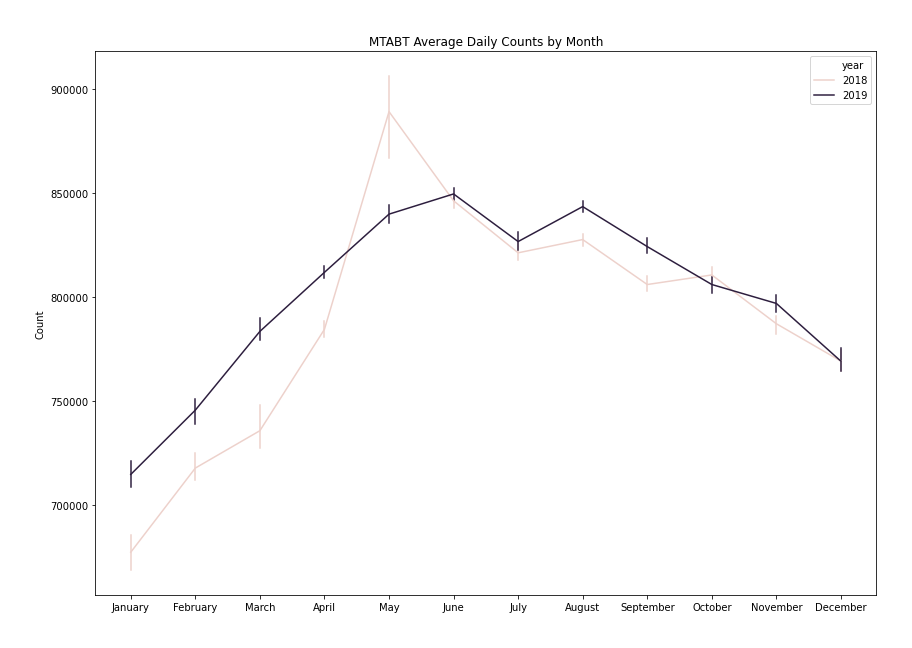 MTABT Average Daily Counts by Month
year
2018
2019
900000
850000
800000
750000
700000
Count
January February March April May June July August September October November December